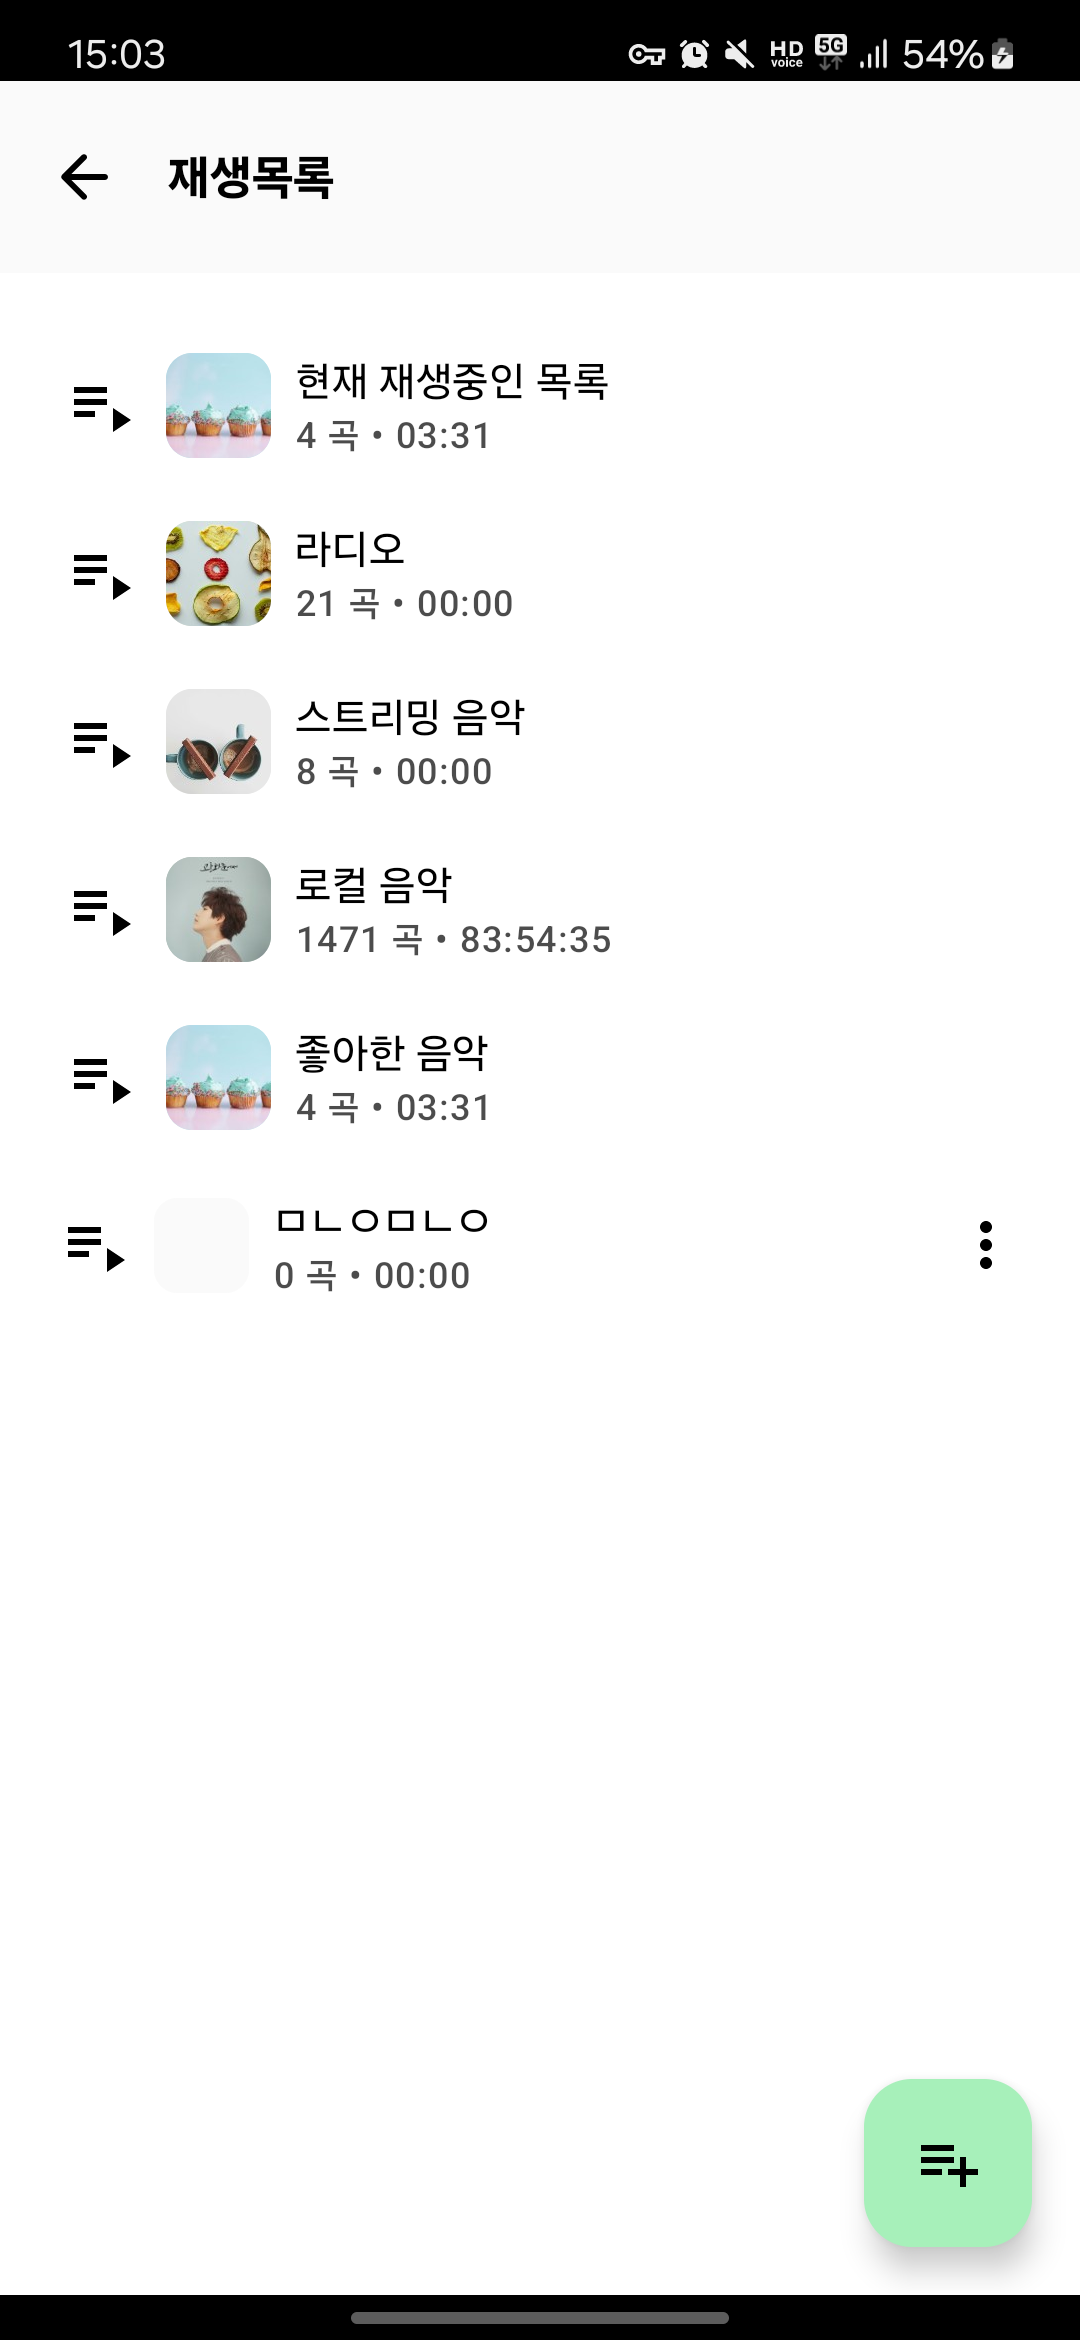 15:03 HD voice 5G 54%
재생목록
현재 재생중인 목록
4 곡 • 03:31
라디오
21 곡 • 00:00
스트리밍 음악
8 곡 • 00:00
로컬 음악
1471 곡 • 83:54:35
좋아한 음악
4 곡 • 03:31
ㅁㄴㅇㅁㄴㅇ
0 곡 • 00:00